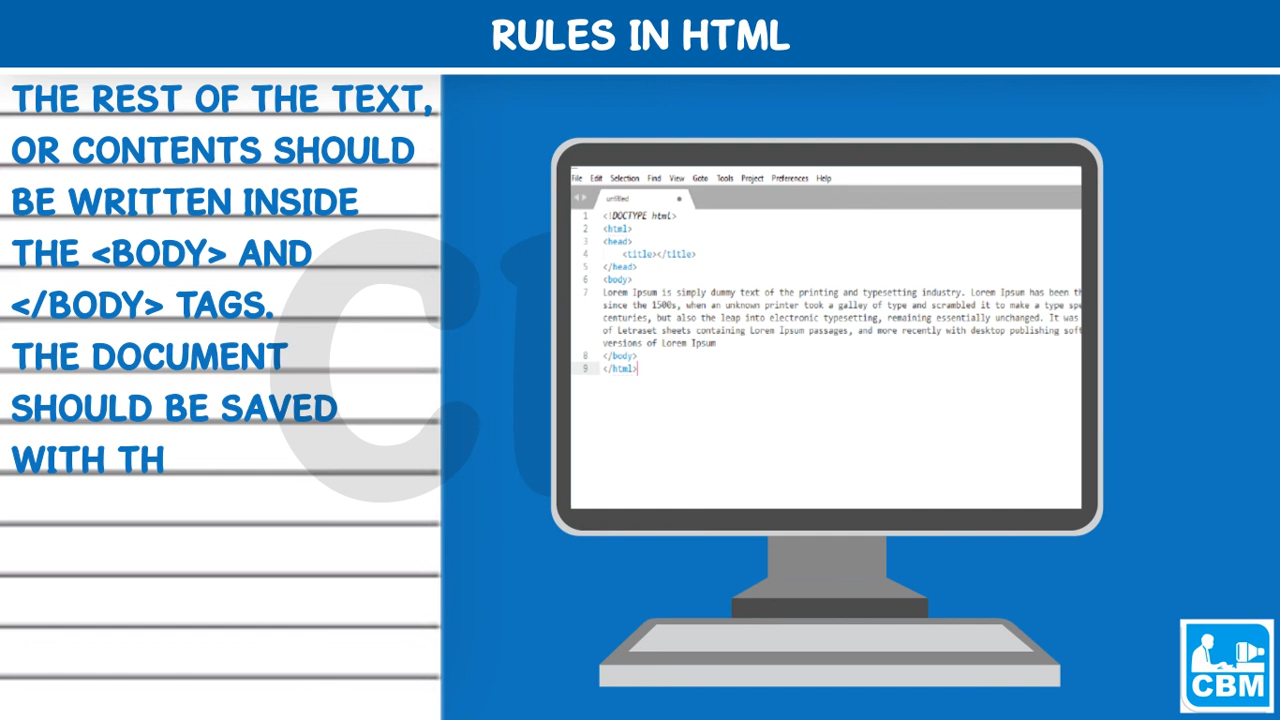 RULES IN HTML
THE REST OF THE TEXT,
OR CONTENTS SHOULD
BE WRITTEN INSIDE
THE <BODY> AND
</BODY> TAGS.
THE DOCUMENT
SHOULD BE SAVED
WITH TH
File Edit Selection Find View Goto Tools Project Preferences Help
untitled
1 <!DOCTYPE html>
2 <html>
3 <head>
4 <title></title>
5 </head>
6 <body>
7 Lorem Ipsum is simply dummy text of the printing and typesetting industry. Lorem Ipsum has been th
since the 1500s, when an unknown printer took a galley of type and scrambled it to make a type spe
centuries, but also the leap into electronic typesetting, remaining essentially unchanged. It was
of Letraset sheets containing Lorem Ipsum passages, and more recently with desktop publishing soft
versions of Lorem Ipsum
8 </body>
9 </html>
CBM